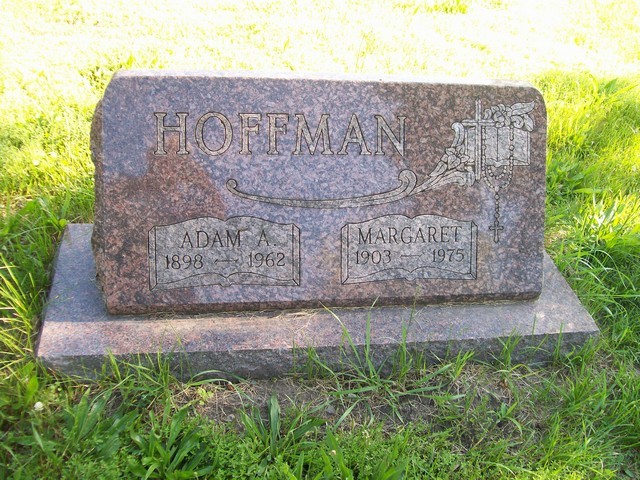 HOFFMAN
ADAM A.
1898 — 1962
MARGARET
1903 — 1975